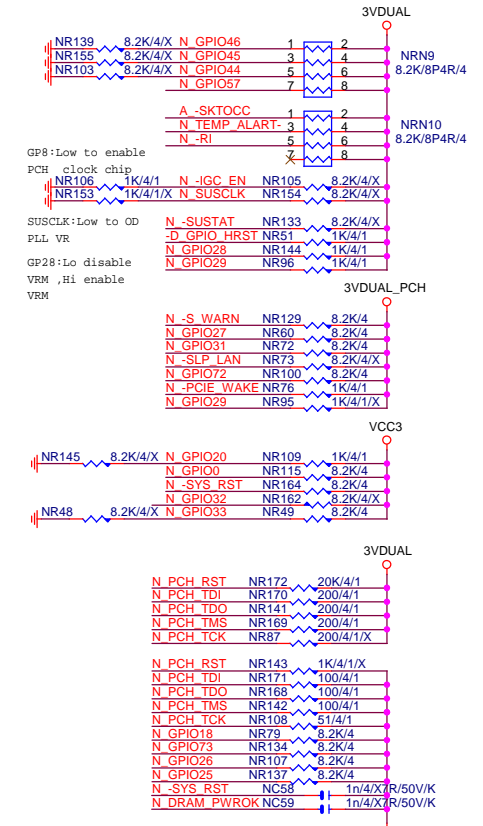 3VDUAL
NR139 8.2K/4/X N_GPIO46 1 2
NR155 8.2K/4/X N_GPIO45 3 4 NRN9
NR103 8.2K/4/X N_GPIO44 5 6 8.2K/8P4R/4
N_GPIO57 7 8
A_-SKTOCC 1 2
N_TEMP_ALART- 3 4 NRN10
N_-RI 5 6 8.2K/8P4R/4
7 8
GP8:Low to enable
PCH clock chip
NR106 1K/4/1 N_-IGC_EN NR105 8.2K/4/X
NR153 1K/4/1/X N_SUSCLK NR154 8.2K/4/X
SUSCLK:Low to OD
PLL VR
N_-SUSTAT NR133 8.2K/4/X
-D_GPIO_HRST NR51 1K/4/1
N_GPIO28 NR144 1K/4/1
N_GPIO29 NR96 1K/4/1
GP28:Lo disable
VRM ,Hi enable
VRM
3VDUAL_PCH
N_-S_WARN NR129 8.2K/4
N_GPIO27 NR60 8.2K/4
N_GPIO31 NR72 8.2K/4
N_-SLP_LAN NR73 8.2K/4/X
N_GPIO72 NR100 8.2K/4
N_-PCIE_WAKE NR76 1K/4/1
N_GPIO29 NR95 1K/4/1/X
VCC3
NR145 8.2K/4/X N_GPIO20 NR109 1K/4/1
N_GPIO0 NR115 8.2K/4
N_-SYS_RST NR164 8.2K/4
N_GPIO32 NR162 8.2K/4/X
NR48 8.2K/4/X N_GPIO33 NR49 8.2K/4
3VDUAL
N_PCH_RST NR172 20K/4/1
N_PCH_TDI NR170 200/4/1
N_PCH_TDO NR141 200/4/1
N_PCH_TMS NR169 200/4/1
N_PCH_TCK NR87 200/4/1/X
N_PCH_RST NR143 1K/4/1/X
N_PCH_TDI NR171 100/4/1
N_PCH_TDO NR168 100/4/1
N_PCH_TMS NR142 100/4/1
N_PCH_TCK NR108 51/4/1
N_GPIO18 NR79 8.2K/4
N_GPIO73 NR134 8.2K/4
N_GPIO26 NR107 8.2K/4
N_GPIO25 NR137 8.2K/4
N_-SYS_RST NC58 1n/4/X7R/50V/K
N_DRAM_PWROK NC59 1n/4/X7R/50V/K